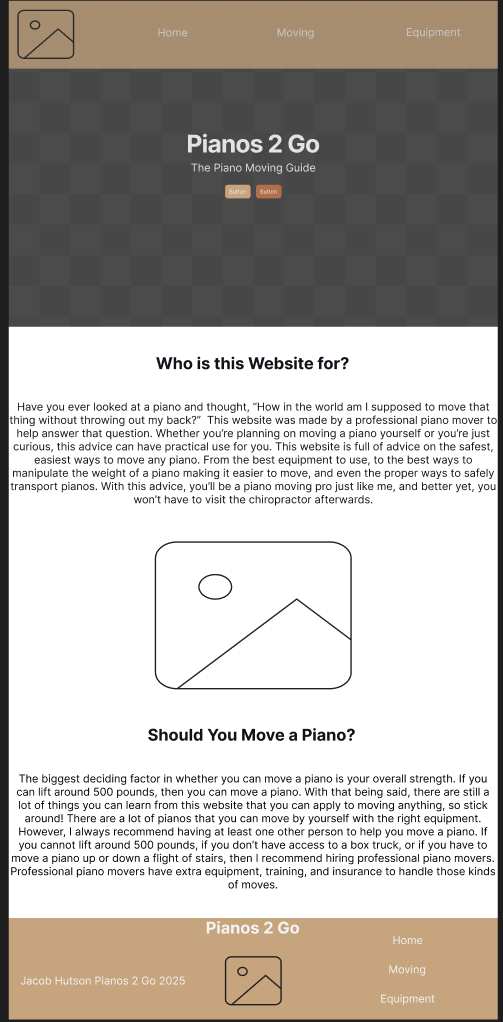 Home Moving Equipment
Pianos 2 Go
The Piano Moving Guide
Button Button
Who is this Website for?
Have you ever looked at a piano and thought, “How in the world am I supposed to move that
thing without throwing out my back?”  This website was made by a professional piano mover to
help answer that question. Whether you’re planning on moving a piano yourself or you’re just
curious, this advice can have practical use for you. This website is full of advice on the safest,
easiest ways to move any piano. From the best equipment to use, to the best ways to
manipulate the weight of a piano making it easier to move, and even the proper ways to safely
transport pianos. With this advice, you’ll be a piano moving pro just like me, and better yet, you
won’t have to visit the chiropractor afterwards.
Should You Move a Piano?
The biggest deciding factor in whether you can move a piano is your overall strength. If you
can lift around 500 pounds, then you can move a piano. With that being said, there are still a
lot of things you can learn from this website that you can apply to moving anything, so stick
around! There are a lot of pianos that you can move by yourself with the right equipment.
However, I always recommend having at least one other person to help you move a piano. If
you cannot lift around 500 pounds, if you don’t have access to a box truck, or if you have to
move a piano up or down a flight of stairs, then I recommend hiring professional piano movers.
Professional piano movers have extra equipment, training, and insurance to handle those kinds
of moves.
Pianos 2 Go
Jacob Hutson Pianos 2 Go 2025
Home
Moving
Equipment